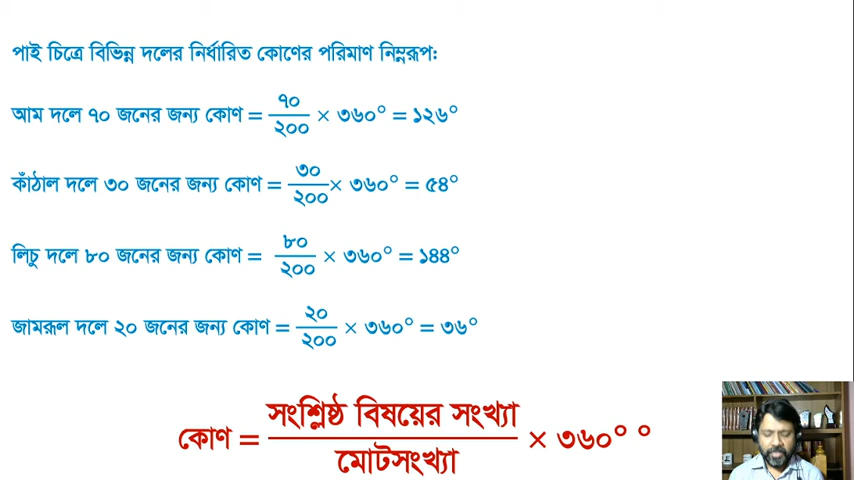 পাই চিত্রে বিভিন্ন দলের নির্ধারিত কোণের পরিমাণ নিম্নরূপ:
আম দলে ৭০ জনের জন্য কোণ = ৭০/২০০ × ৩৬০° = ১২৬°
কাঁঠাল দলে ৩০ জনের জন্য কোণ = ৩০/২০০ × ৩৬০° = ৫৪°
লিচু দলে ৮০ জনের জন্য কোণ = ৮০/২০০ × ৩৬০° = ১৪৪°
জামরূল দলে ২০ জনের জন্য কোণ = ২০/২০০ × ৩৬০° = ৩৬°
কোণ = সংশ্লিষ্ঠ বিষয়ের সংখ্যা/মোটসংখ্যা × ৩৬০° °